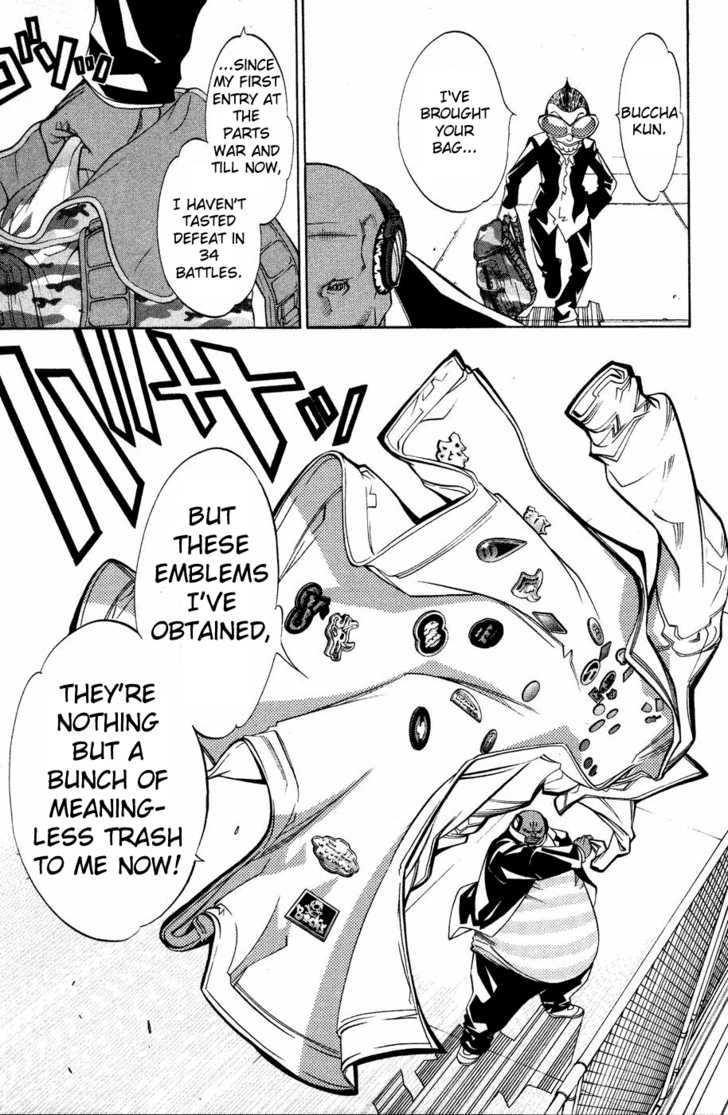 BUCCHA
KUN.
I'VE
BROUGHT
YOUR
BAG...
...SINCE
MY FIRST
ENTRY AT
THE
PARTS
WAR AND
TILL NOW,
I HAVEN'T
TASTED
DEFEAT IN
34
BATTLES.
BUT
THESE
EMBLEMS
I'VE
OBTAINED,
THEY'RE
NOTHING
BUT A
BUNCH OF
MEANING-
LESS TRASH
TO ME NOW!